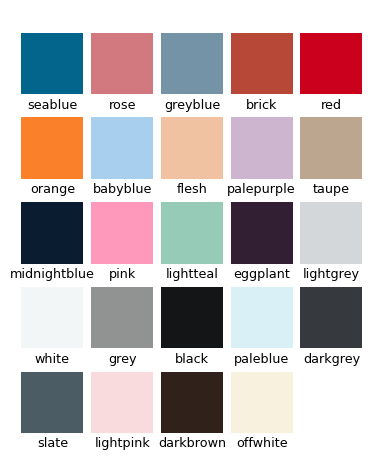 seablue rose greyblue brick red
orange babyblue flesh palepurple taupe
midnightblue pink lightteal eggplant lightgrey
white grey black paleblue darkgrey
slate lightpink darkbrown offwhite